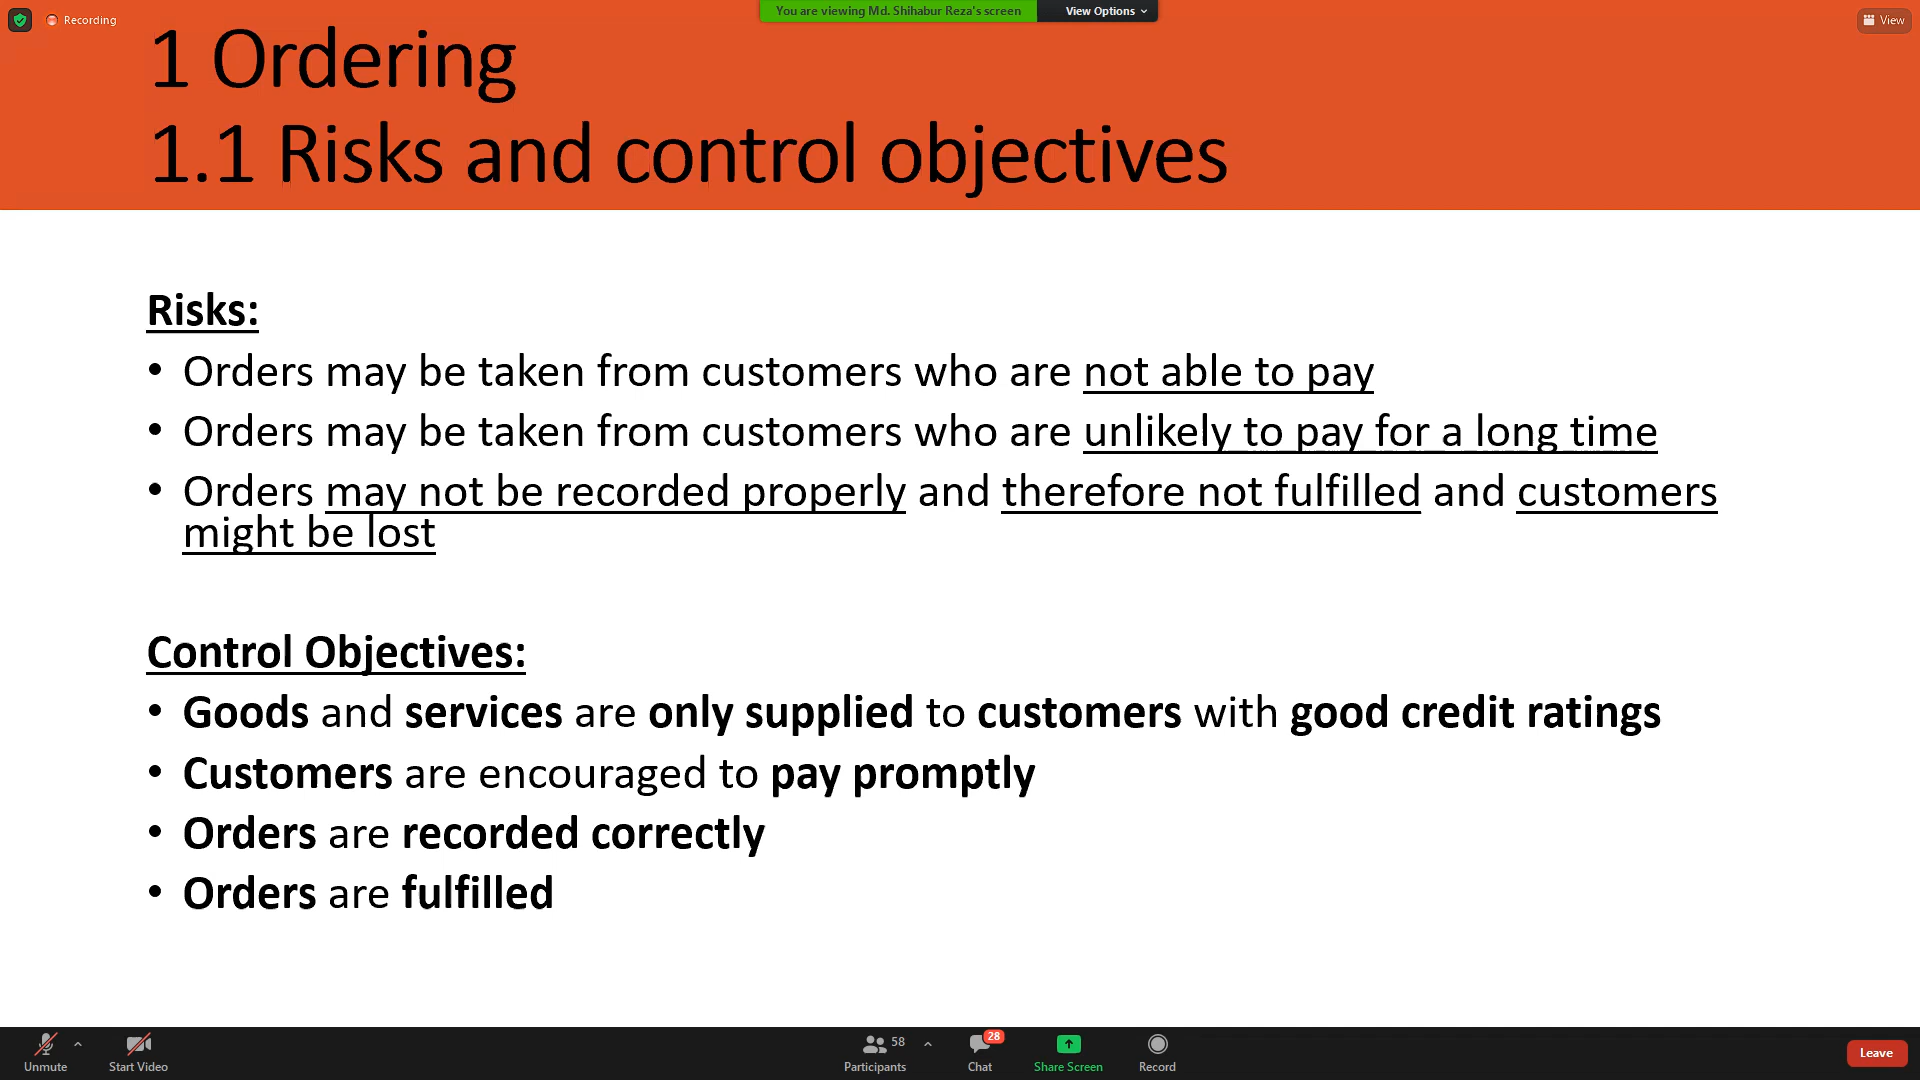 Recording
You are viewing Md. Shihabur Reza's screen
View Options
View
1 Ordering
1.1 Risks and control objectives
Risks:
• Orders may be taken from customers who are not able to pay
• Orders may be taken from customers who are unlikely to pay for a long time
• Orders may not be recorded properly and therefore not fulfilled and customers
might be lost
Control Objectives:
• Goods and services are only supplied to customers with good credit ratings
• Customers are encouraged to pay promptly
• Orders are recorded correctly
• Orders are fulfilled
Unmute
Start Video
58
Participants
28
Chat
Share Screen
Record
Leave